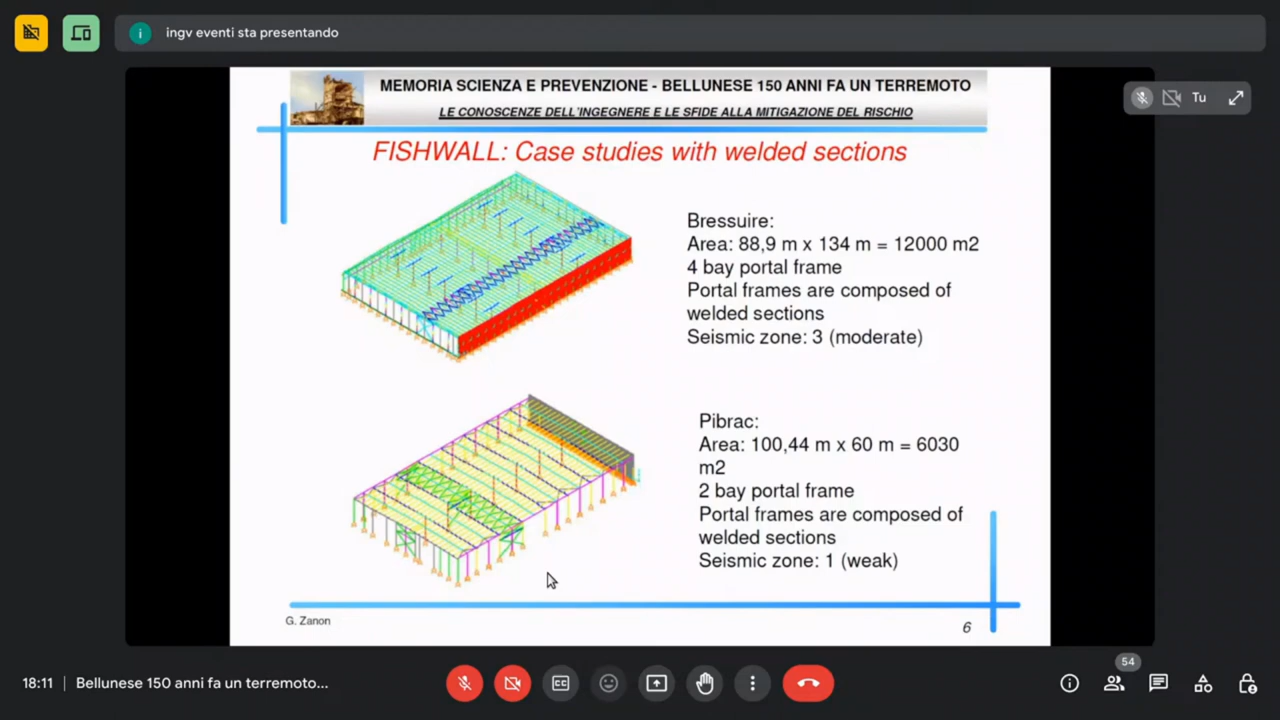 ingv eventi sta presentando
MEMORIA SCIENZA E PREVENZIONE - BELLUNESE 150 ANNI FA UN TERREMOTO
LE CONOSCENZE DELL'INGEGNERE E LE SFIDE ALLA MITIGAZIONE DEL RISCHIO
Tu
FISHWALL: Case studies with welded sections
Bressuire:
Area: 88,9 m x 134 m = 12000 m2
4 bay portal frame
Portal frames are composed of
welded sections
Seismic zone: 3 (moderate)
Pibrac:
Area: 100,44 m x 60 m = 6030
m2
2 bay portal frame
Portal frames are composed of
welded sections
Seismic zone: 1 (weak)
G. Zanon
6
18:11 | Bellunese 150 anni fa un terremoto...
CC
54